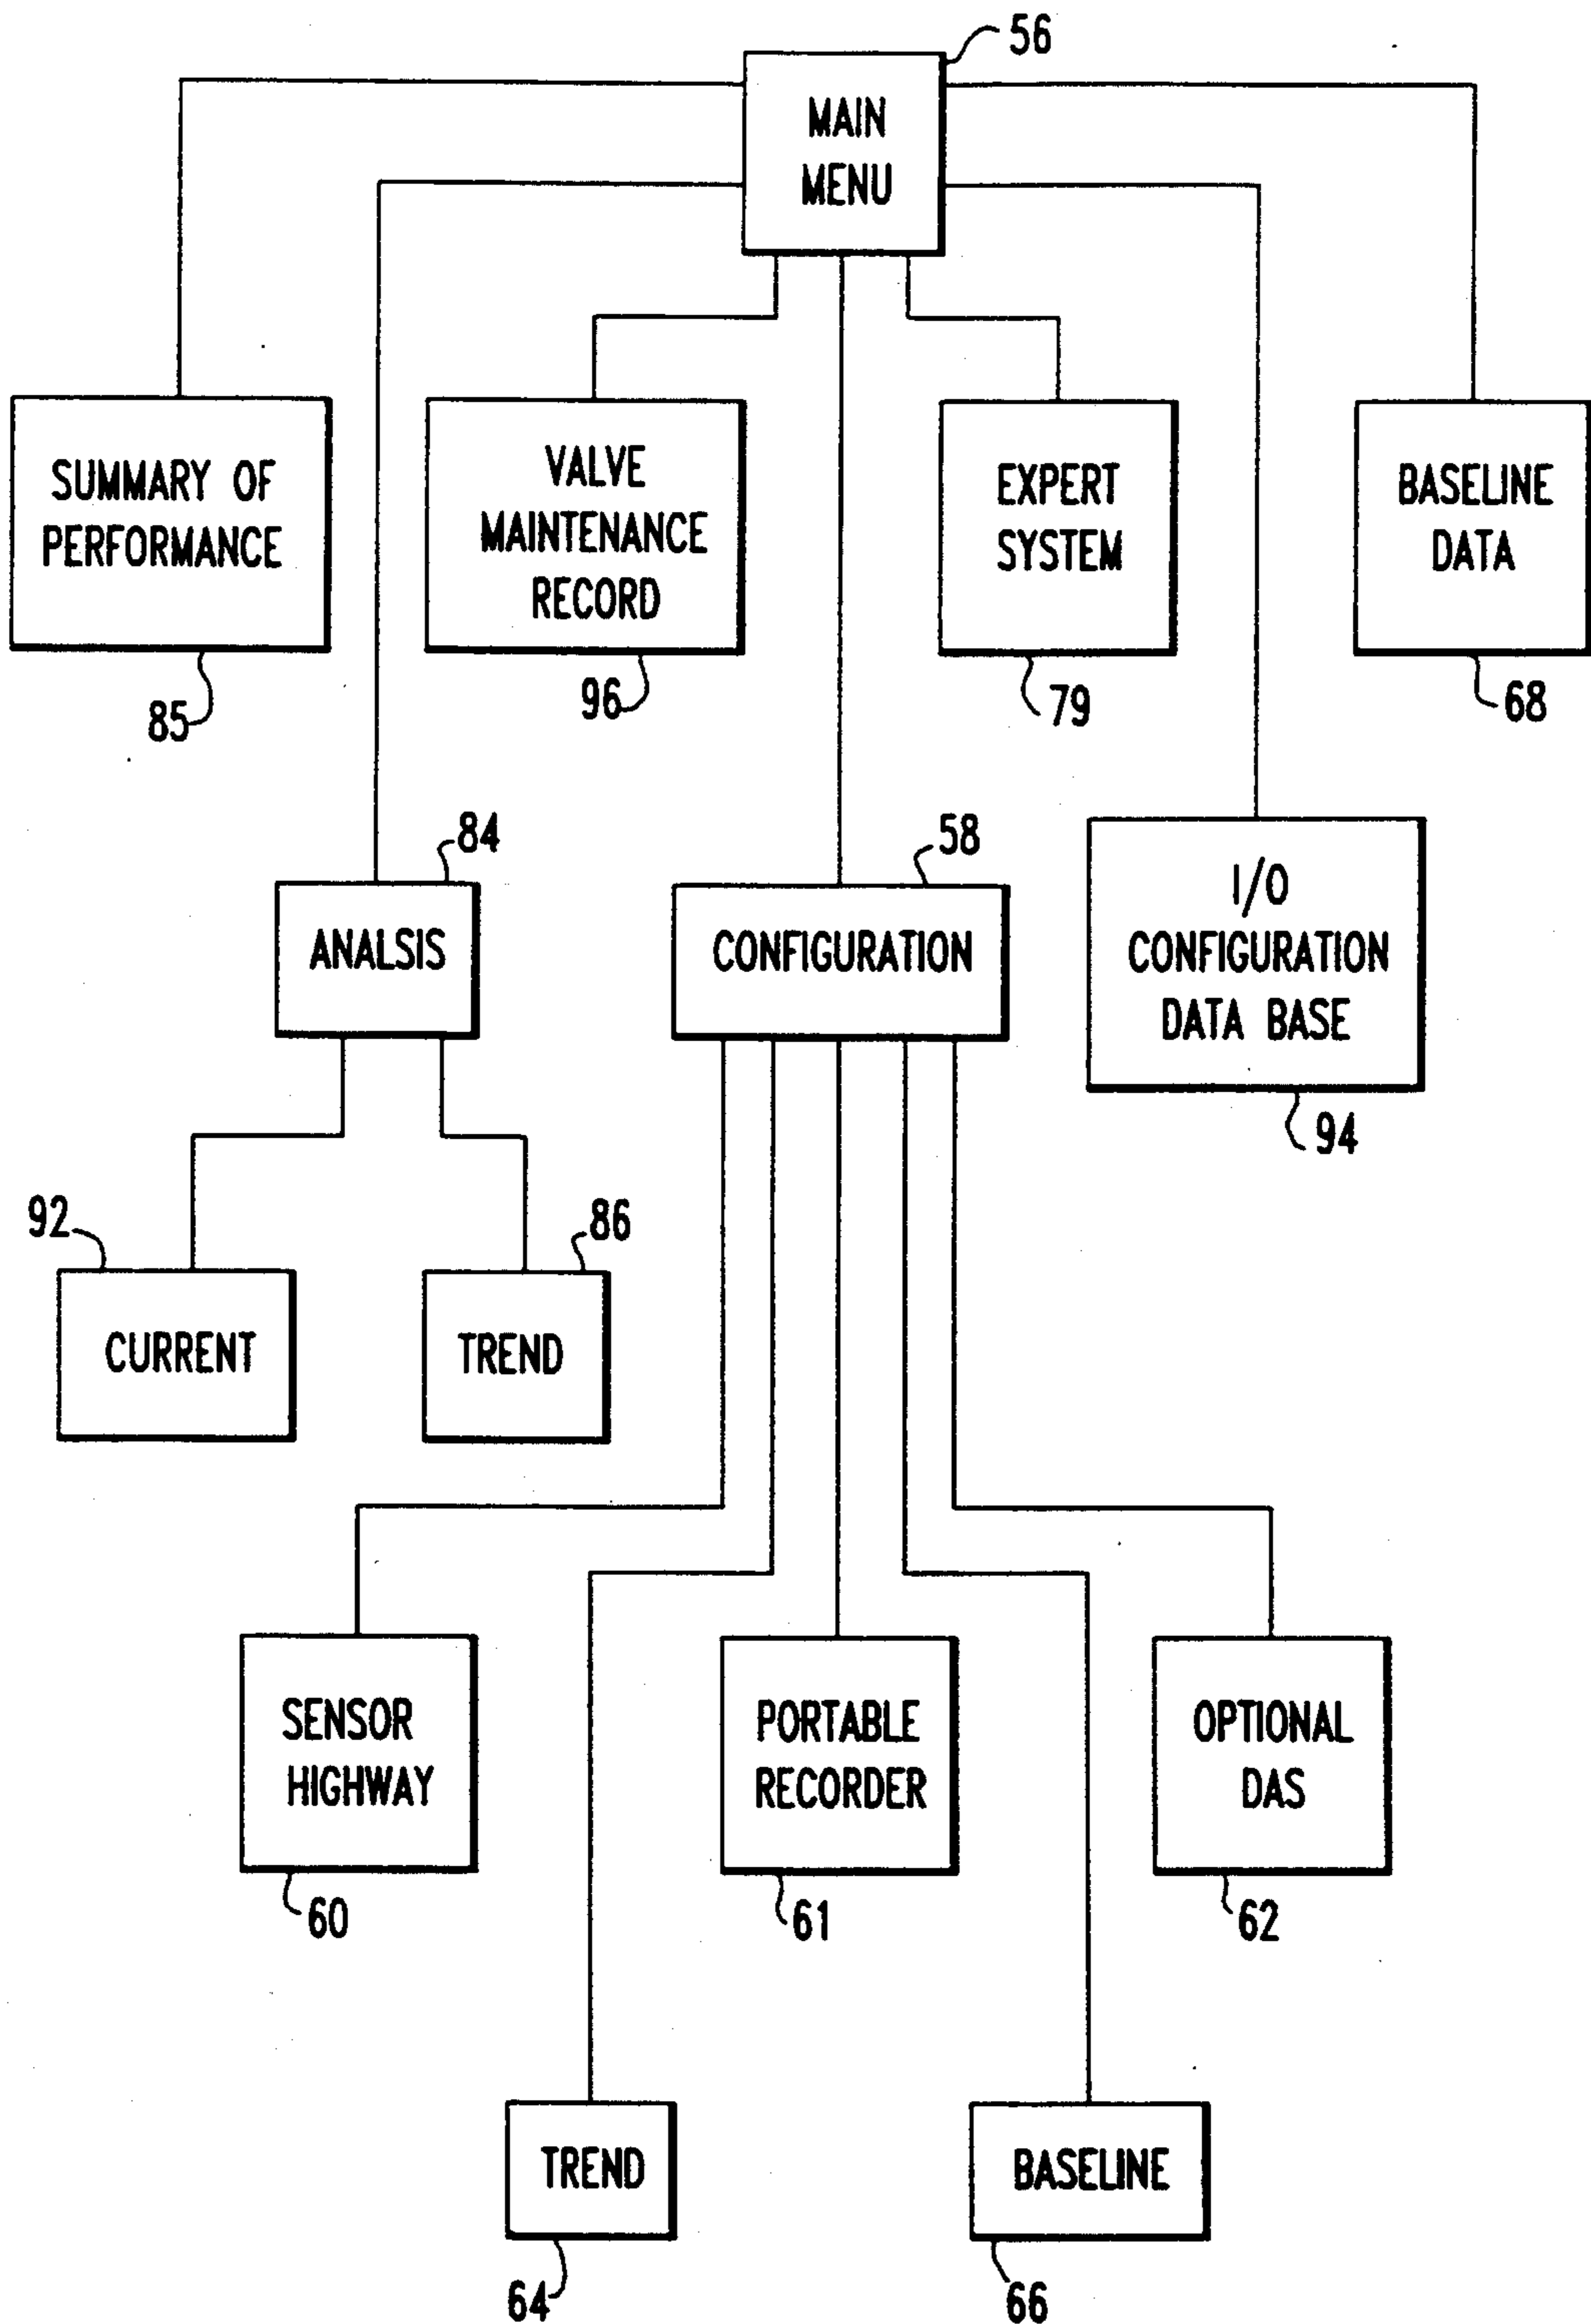 56
MAIN
MENU
SUMMARY OF
PERFORMANCE
85
VALVE
MAINTENANCE
RECORD
96
EXPERT
SYSTEM
79
BASELINE
DATA
68
84
ANALSIS
58
CONFIGURATION
I/O
CONFIGURATION
DATA BASE
94
92
CURRENT
86
TREND
SENSOR
HIGHWAY
60
PORTABLE
RECORDER
61
OPTIONAL
DAS
62
TREND
64
BASELINE
66